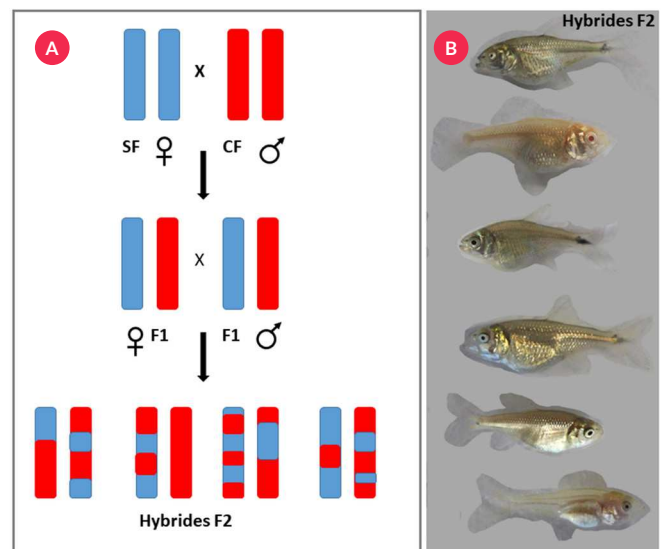 A
X
SF ♀ CF ♂
X
♀ F1 F1 ♂
Hybrides F2
B
Hybrides F2